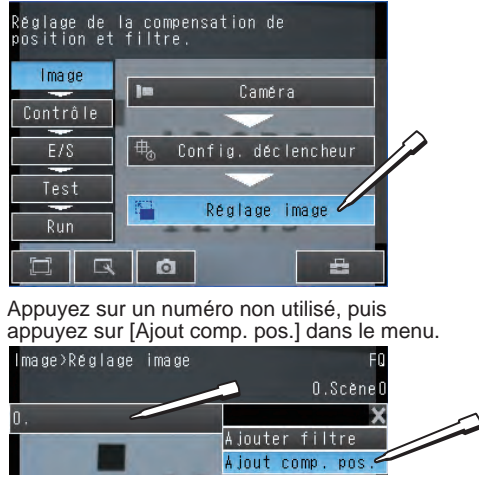 Réglage de la compensation de
position et filtre.
Image
Contrôle
E/S
Test
Run
Caméra
Config. déclencheur
Réglage image
Appuyez sur un numéro non utilisé, puis
appuyez sur [Ajout comp. pos.] dans le menu.
Image>Réglage image
FQ
0.Scène0
0.
Ajouter filtre
Ajout comp. pos.